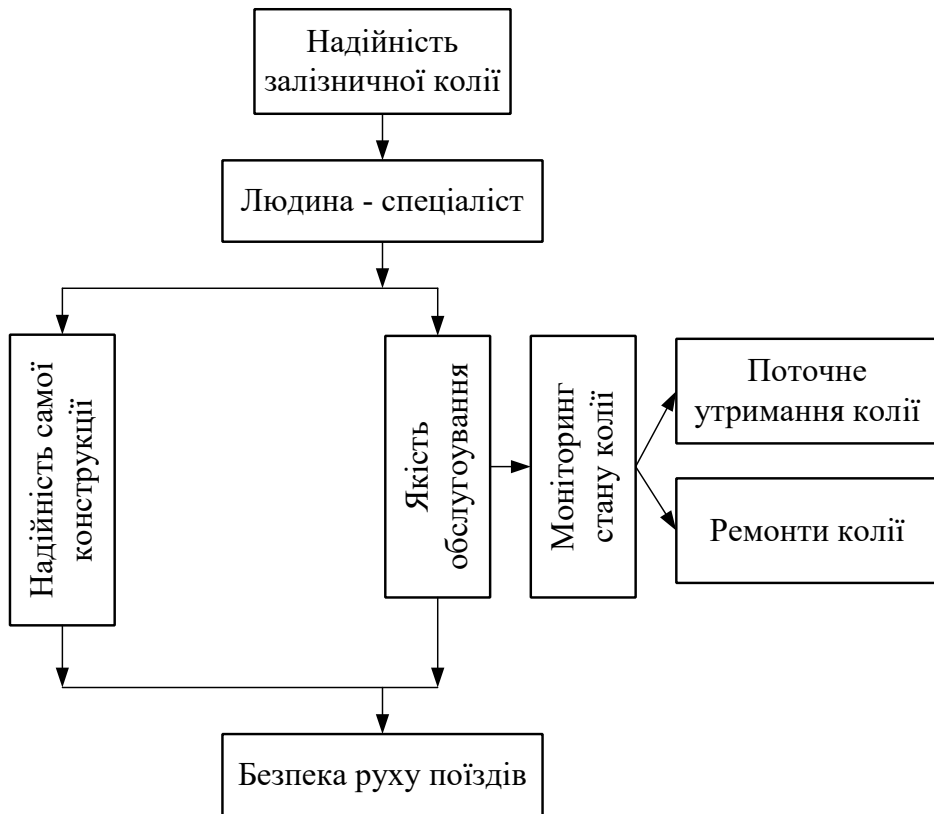 Надійність
залізничної колії
Людина - спеціаліст
Надійність самої
конструкції
Якість
обслугоування
Моніторинг
стану колії
Поточне
утримання колії
Ремонти колії
Безпека руху поїздів